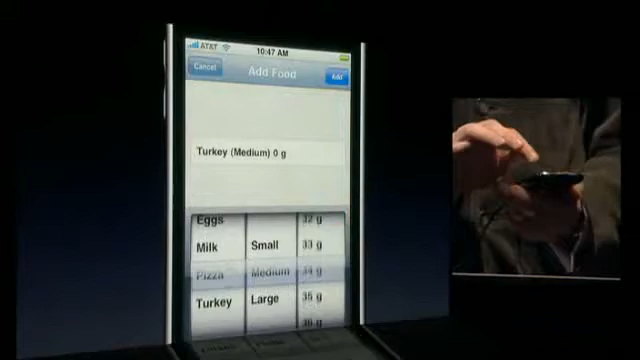 AT&T 10:47 AM
Cancel Add Food Add
Turkey (Medium) 0 g
Eggs 32 g
Milk Small 33 g
Pizza Medium 34 g
Turkey Large 35 g
36 g